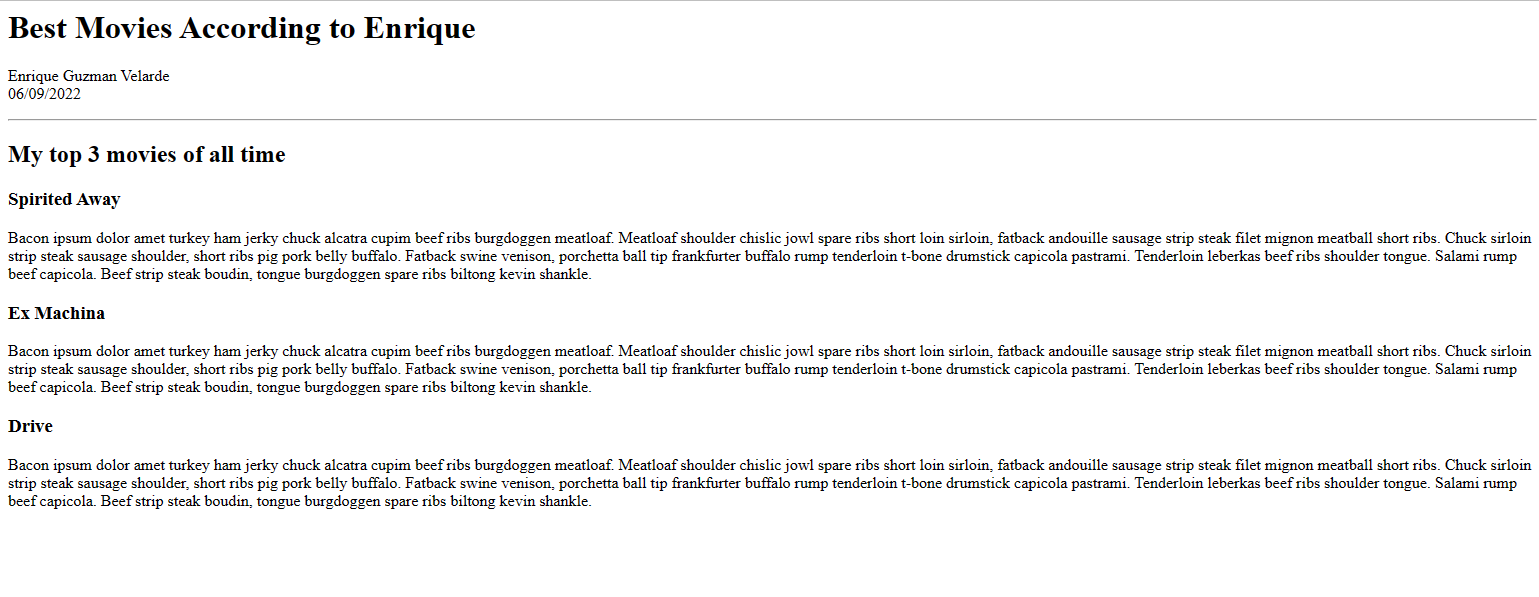 Best Movies According to Enrique
Enrique Guzman Velarde
06/09/2022
My top 3 movies of all time
Spirited Away
Bacon ipsum dolor amet turkey ham jerky chuck alcatra cupim beef ribs burgdoggen meatloaf. Meatloaf shoulder chislic jowl spare ribs short loin sirloin, fatback andouille sausage strip steak filet mignon meatball short ribs. Chuck sirloin
strip steak sausage shoulder, short ribs pig pork belly buffalo. Fatback swine venison, porchetta ball tip frankfurter buffalo rump tenderloin t-bone drumstick capicola pastrami. Tenderloin leberkas beef ribs shoulder tongue. Salami rump
beef capicola. Beef strip steak boudin, tongue burgdoggen spare ribs biltong kevin shankle.
Ex Machina
Bacon ipsum dolor amet turkey ham jerky chuck alcatra cupim beef ribs burgdoggen meatloaf. Meatloaf shoulder chislic jowl spare ribs short loin sirloin, fatback andouille sausage strip steak filet mignon meatball short ribs. Chuck sirloin
strip steak sausage shoulder, short ribs pig pork belly buffalo. Fatback swine venison, porchetta ball tip frankfurter buffalo rump tenderloin t-bone drumstick capicola pastrami. Tenderloin leberkas beef ribs shoulder tongue. Salami rump
beef capicola. Beef strip steak boudin, tongue burgdoggen spare ribs biltong kevin shankle.
Drive
Bacon ipsum dolor amet turkey ham jerky chuck alcatra cupim beef ribs burgdoggen meatloaf. Meatloaf shoulder chislic jowl spare ribs short loin sirloin, fatback andouille sausage strip steak filet mignon meatball short ribs. Chuck sirloin
strip steak sausage shoulder, short ribs pig pork belly buffalo. Fatback swine venison, porchetta ball tip frankfurter buffalo rump tenderloin t-bone drumstick capicola pastrami. Tenderloin leberkas beef ribs shoulder tongue. Salami rump
beef capicola. Beef strip steak boudin, tongue burgdoggen spare ribs biltong kevin shankle.